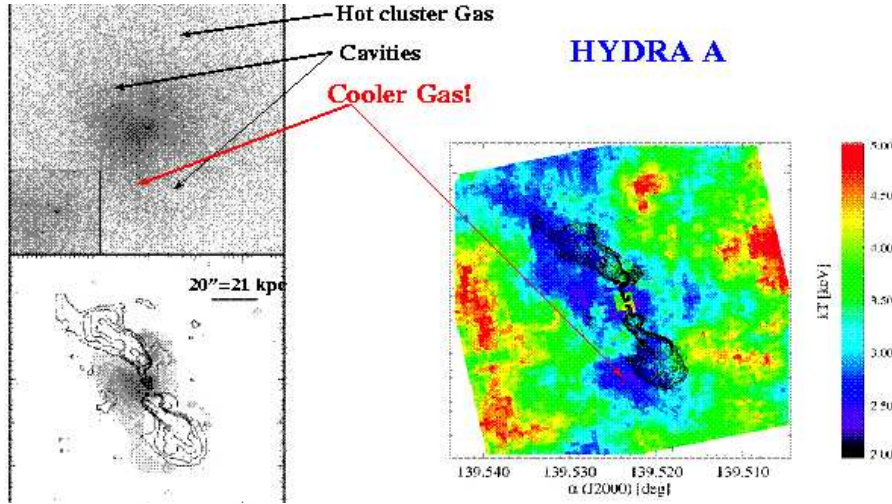 Hot cluster Gas
HYDRA A
Cavities
Cooler Gas!
20"=21 kpc
5.00
4.50
4.00
3.50
3.00
2.50
2.00
kT [keV]
139.540
139.530
139.520
139.510
α (J2000) [deg]